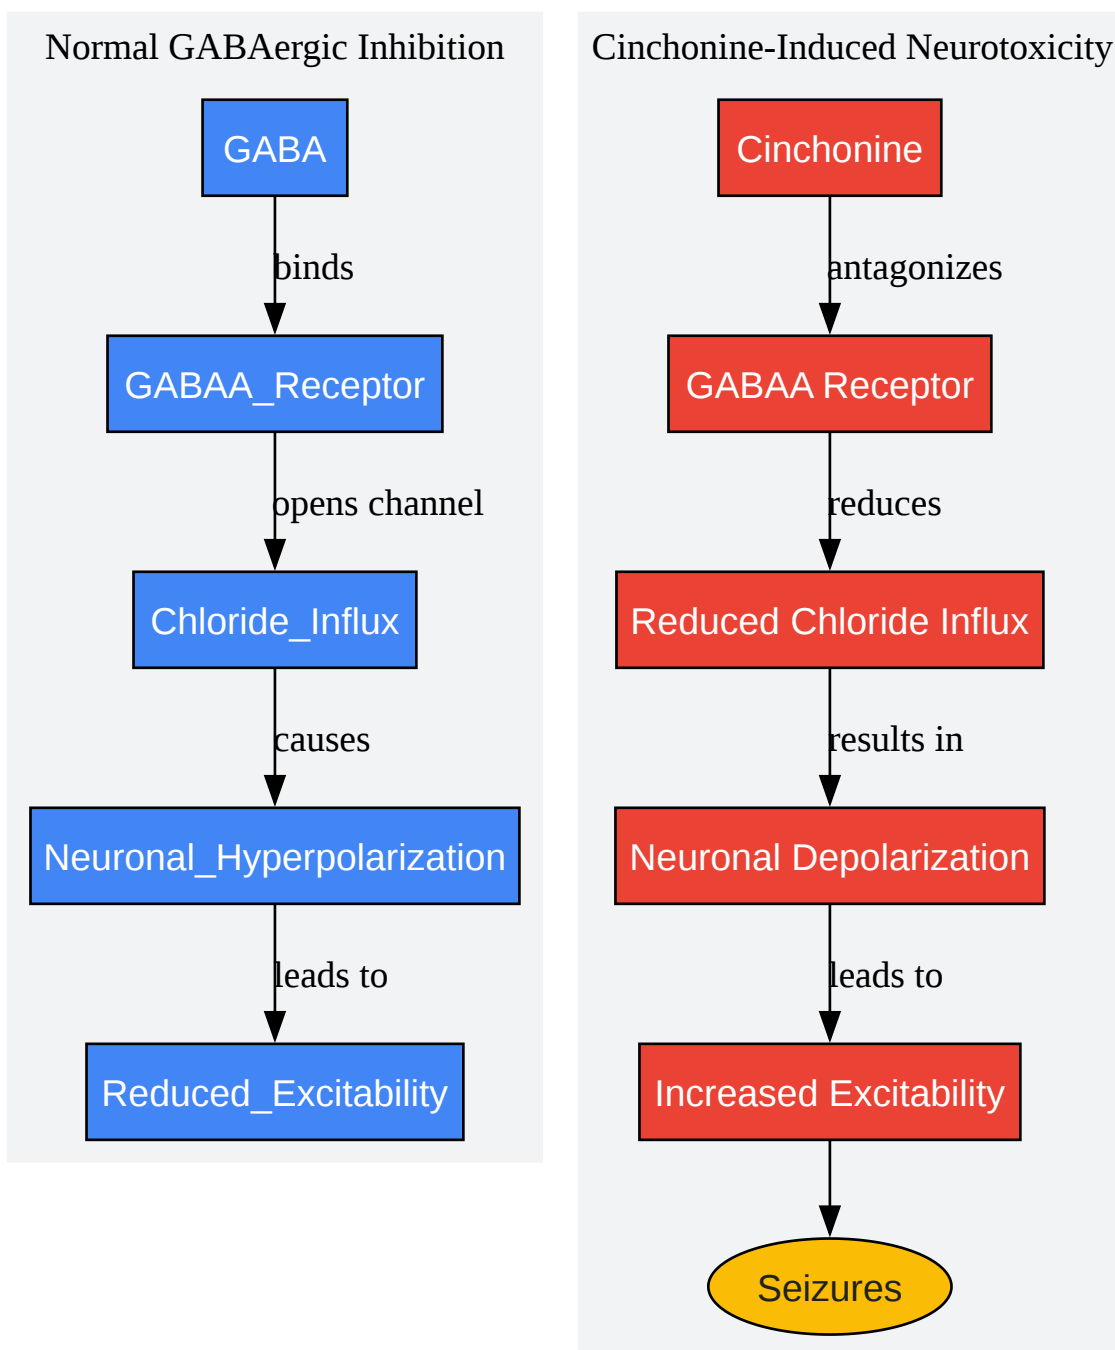 Normal GABAergic Inhibition
GABA
binds
GABAA_Receptor
opens channel
Chloride_Influx
causes
Neuronal_Hyperpolarization
leads to
Reduced_Excitability
Cinchonine-Induced Neurotoxicity
Cinchonine
antagonizes
GABAA Receptor
reduces
Reduced Chloride Influx
results in
Neuronal Depolarization
leads to
Increased Excitability
Seizures